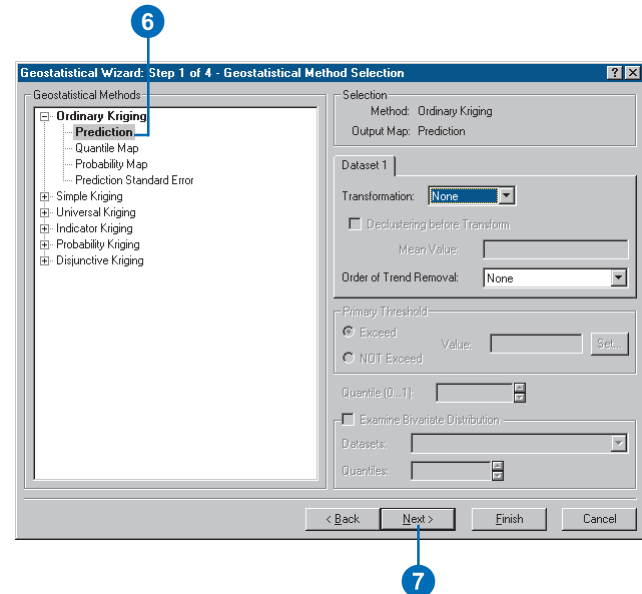 6
Geostatistical Wizard: Step 1 of 4 - Geostatistical Method Selection
Geostatistical Methods
Ordinary Kriging
Prediction
Quantile Map
Probability Map
Prediction Standard Error
Simple Kriging
Universal Kriging
Indicator Kriging
Probability Kriging
Disjunctive Kriging
Selection
Method: Ordinary Kriging
Output Map: Prediction
Dataset 1
Transformation: None
Declustering before Transform
Mean Value:
Order of Trend Removal: None
Primary Threshold
Exceed
Value:
Set...
NOT Exceed
Quantile (0...1):
Examine Bivariate Distribution
Datasets:
Quantiles:
< Back
Next >
Finish
Cancel
7